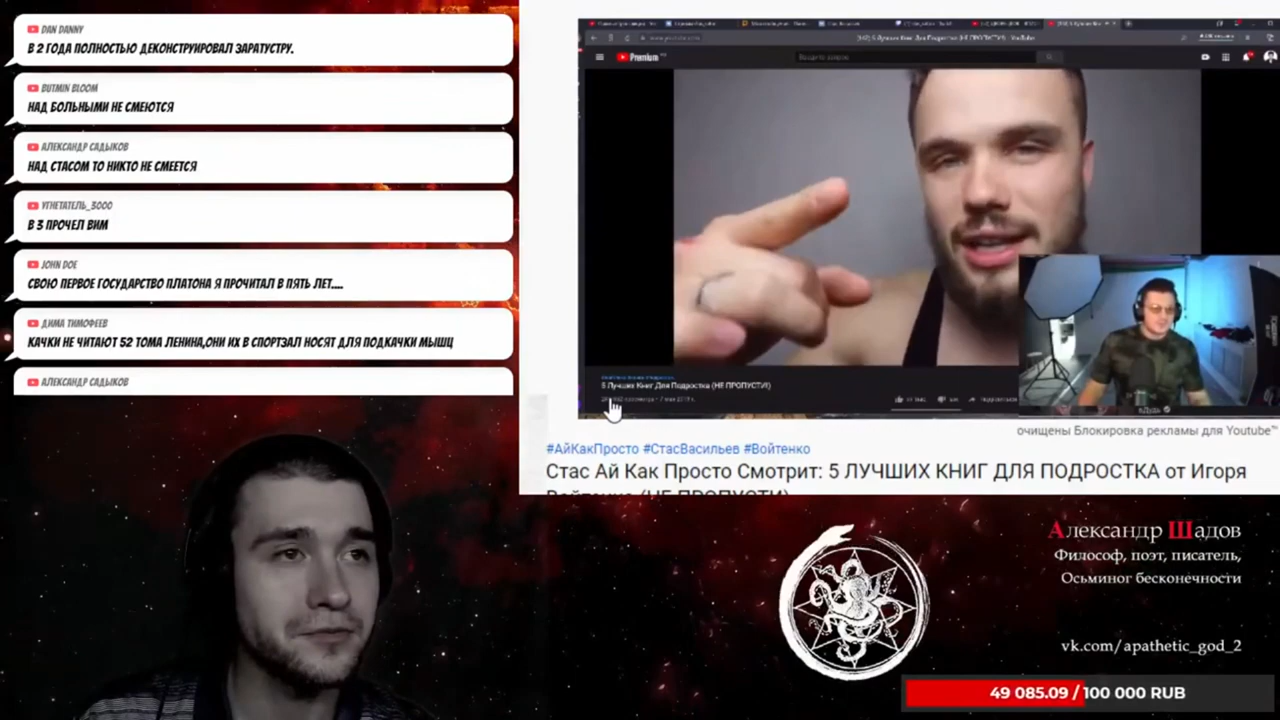 DAN DANNY
В 2 ГОДА ПОЛНОСТЬЮ ДЕКОНСТРУИРОВАЛ ЗАРАТУСТРУ.
BUTMIN BLOOM
НАД БОЛЬНЫМИ НЕ СМЕЮТСЯ
АЛЕКСАНДР САДЫКОВ
НАД СТАСОМ ТО НИКТО НЕ СМЕЕТСЯ
УГНЕТАТЕЛЬ_3000
В 3 ПРОЧЕЛ БИМ
JOHN DOE
СВОЮ ПЕРВОЕ ГОСУДАРСТВО ПЛАТОНА Я ПРОЧИТАЛ В ПЯТЬ ЛЕТ....
ДИМА ТИМОФЕЕВ
КАЧКИ НЕ ЧИТАЮТ 52 ТОМА ЛЕНИНА,ОНИ ИХ В СПОРТЗАЛ НОСЯТ ДЛЯ ПОДКАЧКИ МЫШЦ
АЛЕКСАНДР САДЫКОВ
Premium
5 Лучших Книг Для Подростка (НЕ ПРОПУСТИ!)
очищены Блокировка рекламы для Youtube™
#АйКакПросто #СтасВасильев #Войтенко
Стас Ай Как Просто Смотрит: 5 ЛУЧШИХ КНИГ ДЛЯ ПОДРОСТКА от Игоря
Войтенко (НЕ ПРОПУСТИ)
Александр Шадов
Философ, поэт, писатель,
Осьминог бесконечности
vk.com/apathetic_god_2
49 085.09 / 100 000 RUB